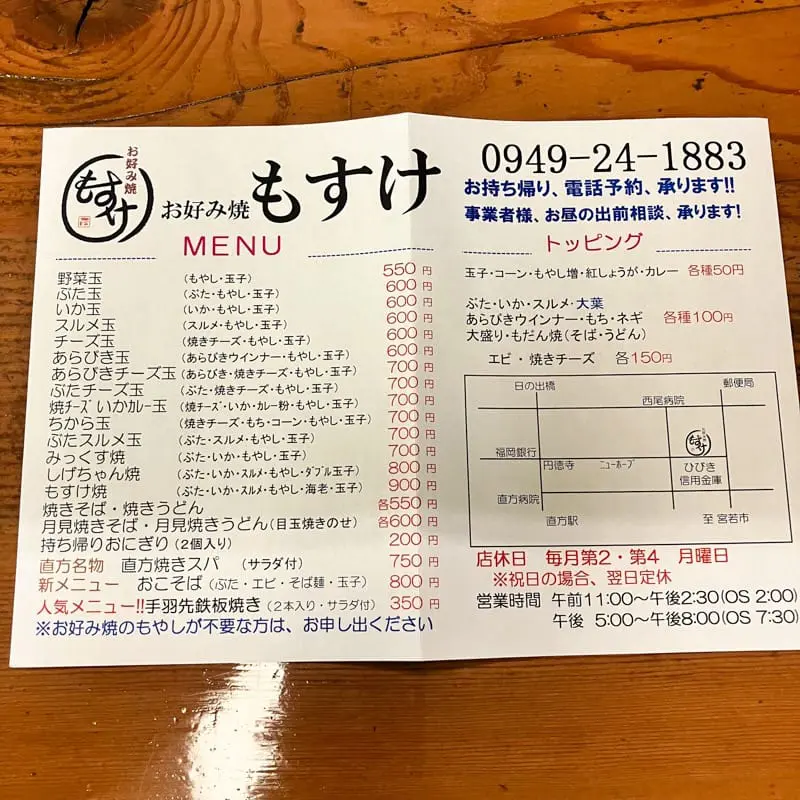 お好み焼
もすけ
お好み焼 もすけ
MENU
野菜玉 (もやし・玉子) 550円
ぶた玉 (ぶた・もやし・玉子) 600円
いか玉 (いか・もやし・玉子) 600円
スルメ玉 (スルメ・もやし・玉子) 600円
チーズ玉 (焼きチーズ・もやし・玉子) 600円
あらびき玉 (あらびきウインナー・もやし・玉子) 600円
あらびきチーズ玉 (あらびき・焼きチーズ・もやし・玉子) 700円
ぶたチーズ玉 (ぶた・焼きチーズ・もやし・玉子) 700円
焼ﾁｰｽﾞいかカレー玉 (焼ﾁｰｽﾞ・いか・カレー粉・もやし・玉子) 700円
ちから玉 (焼きチーズ・もち・コーン・もやし・玉子) 700円
ぶたスルメ玉 (ぶた・スルメ・もやし・玉子) 700円
みっくす焼 (ぶた・いか・もやし・玉子) 700円
しげちゃん焼 (ぶた・いか・スルメ・もやし・ダブル玉子) 800円
もすけ焼 (ぶた・いか・スルメ・もやし・海老・玉子) 900円
焼きそば・焼きうどん 各550円
月見焼きそば・月見焼きうどん(目玉焼きのせ) 各600円
持ち帰りおにぎり(2個入り) 200円
直方名物 直方焼きスパ (サラダ付) 750円
新メニュー おこそば(ぶた・エビ・そば麺・玉子) 800円
人気メニュー!!手羽先鉄板焼き(2本入り・サラダ付) 350円
※お好み焼のもやしが不要な方は、お申し出ください
0949-24-1883
お持ち帰り、電話予約、承ります!!
事業者様、お昼の出前相談、承ります!
トッピング
玉子・コーン・もやし増・紅しょうが・カレー 各種50円
ぶた・いか・スルメ・大葉
あらびきウインナー・もち・ネギ 各種100円
大盛り・もだん焼(そば・うどん)
エビ・焼きチーズ 各150円
日の出橋
郵便局
西尾病院
もすけ
福岡銀行
円徳寺
ニューホープ
ひびき
信用金庫
直方病院
直方駅
至 宮若市
店休日 毎月第2・第4 月曜日
※祝日の場合、翌日定休
営業時間 午前11:00〜午後2:30(OS 2:00)
午後 5:00〜午後8:00(OS 7:30)